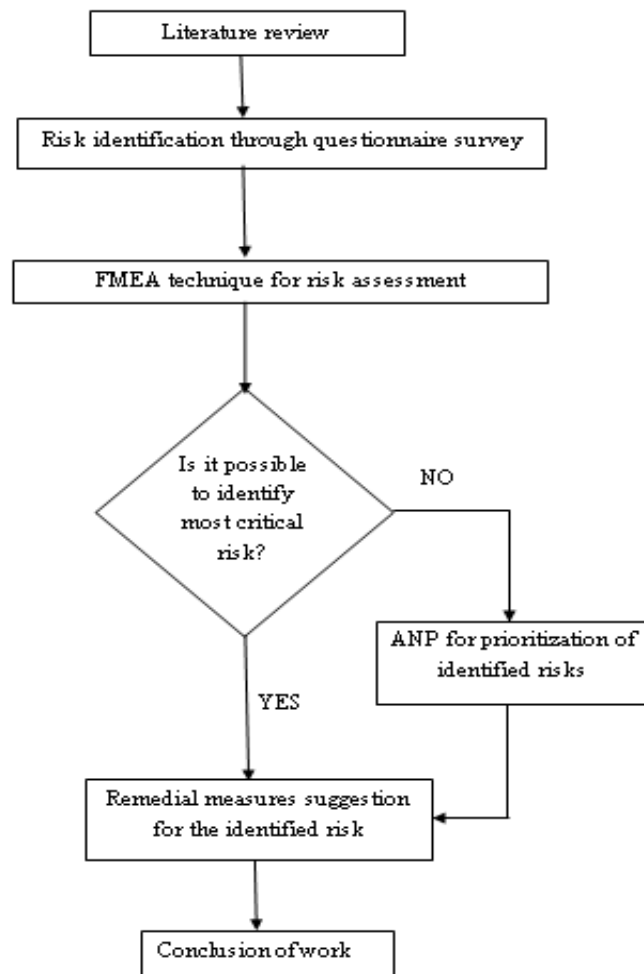 Literature review
Risk identification through questionnaire survey
FMEA technique for risk assessment
Is it possible
to identify
most critical
risk?
NO
ANP for prioritization of
identified risks
YES
Remedial measures suggestion
for the identified risk
Conclusion of work